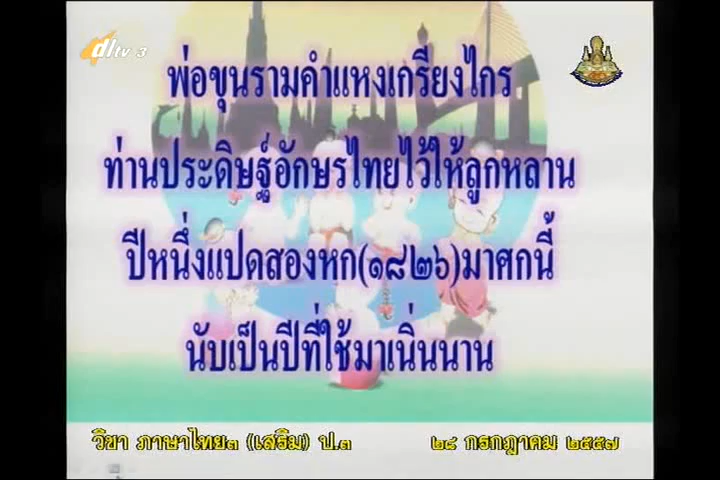 dltv 3
พ่อขุนรามคำแหงเกรียงไกร
ท่านประดิษฐ์อักษรไทยไว้ให้ลูกหลาน
ปีหนึ่งแปดสองหก(๑๘๒๖)มาศกนี้
นับเป็นปีที่ใช้มาเนิ่นนาน
วิชา ภาษาไทย๓ (เสริม) ป.๓ ๒๘ กรกฎาคม ๒๕๕๗